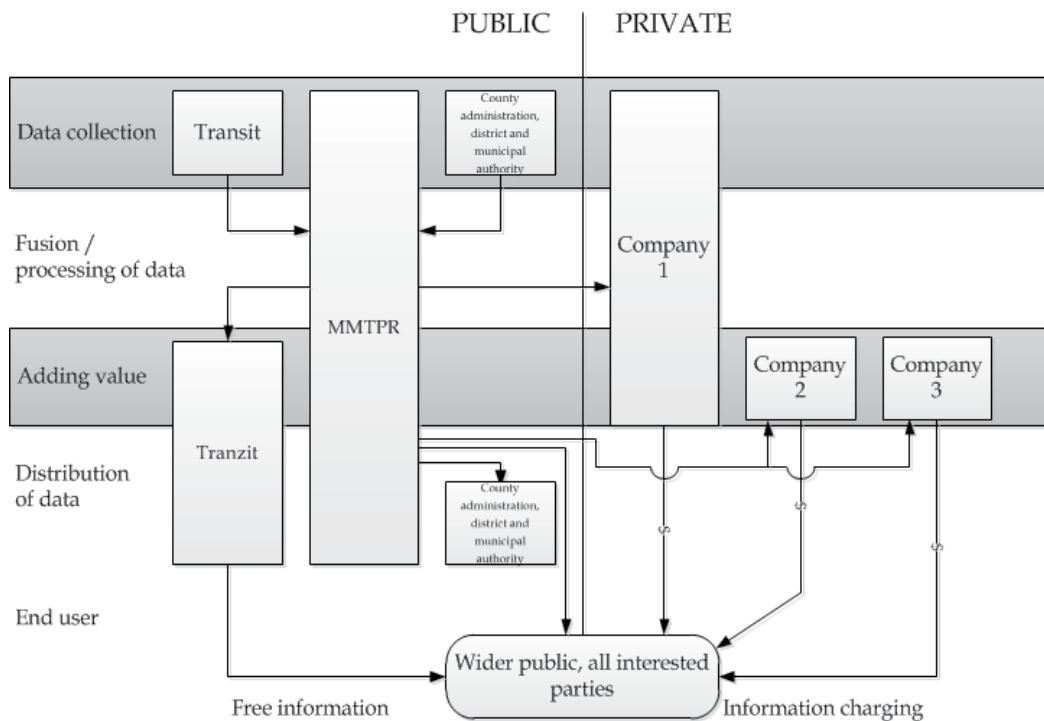 PUBLIC
PRIVATE
Data collection
Transit
County
administration,
district and
municipal
authority
Fusion /
processing of data
MMTPR
Company
1
Adding value
Company
2
Company
3
Tranzit
Distribution
of data
County
administration,
district and
municipal
authority
$
$
$
End user
Wider public, all interested
parties
Free information
Information charging